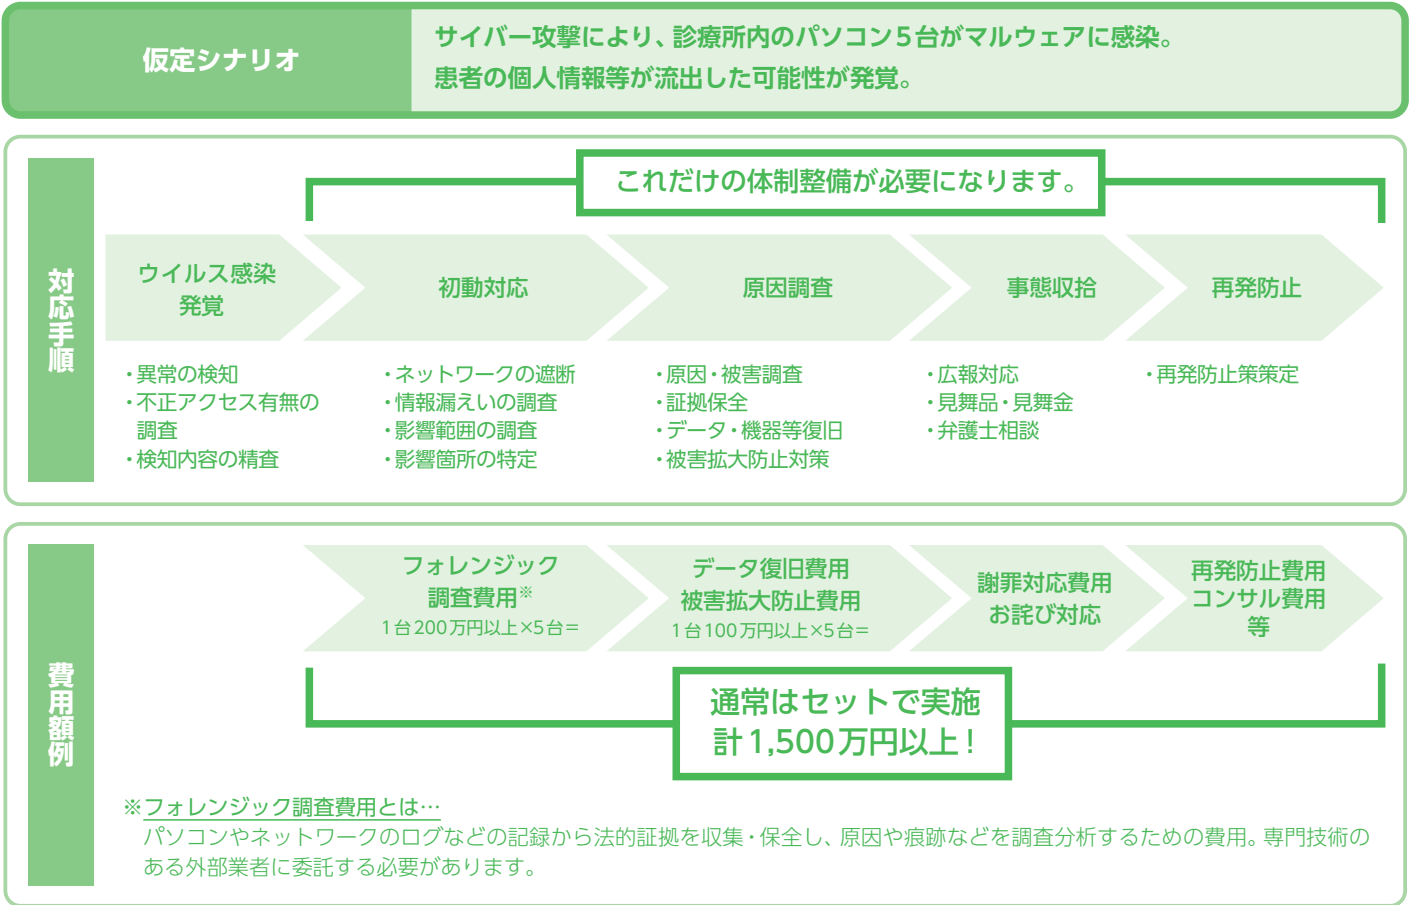 仮定シナリオ
サイバー攻撃により、診療所内のパソコン5台がマルウェアに感染。
患者の個人情報等が流出した可能性が発覚。
対応手順
これだけの体制整備が必要になります。
ウイルス感染
発覚
初動対応
原因調査
事態収拾
再発防止
・異常の検知
・不正アクセス有無の
調査
・検知内容の精査
・ネットワークの遮断
・情報漏えいの調査
・影響範囲の調査
・影響箇所の特定
・原因・被害調査
・証拠保全
・データ・機器等復旧
・被害拡大防止対策
・広報対応
・見舞品・見舞金
・弁護士相談
・再発防止策策定
費用額例
フォレンジック
調査費用※
1台200万円以上×5台＝
データ復旧費用
被害拡大防止費用
1台100万円以上×5台＝
謝罪対応費用
お詫び対応
再発防止費用
コンサル費用
等
通常はセットで実施
計1,500万円以上！
※フォレンジック調査費用とは…
パソコンやネットワークのログなどの記録から法的証拠を収集・保全し、原因や痕跡などを調査分析するための費用。専門技術の
ある外部業者に委託する必要があります。